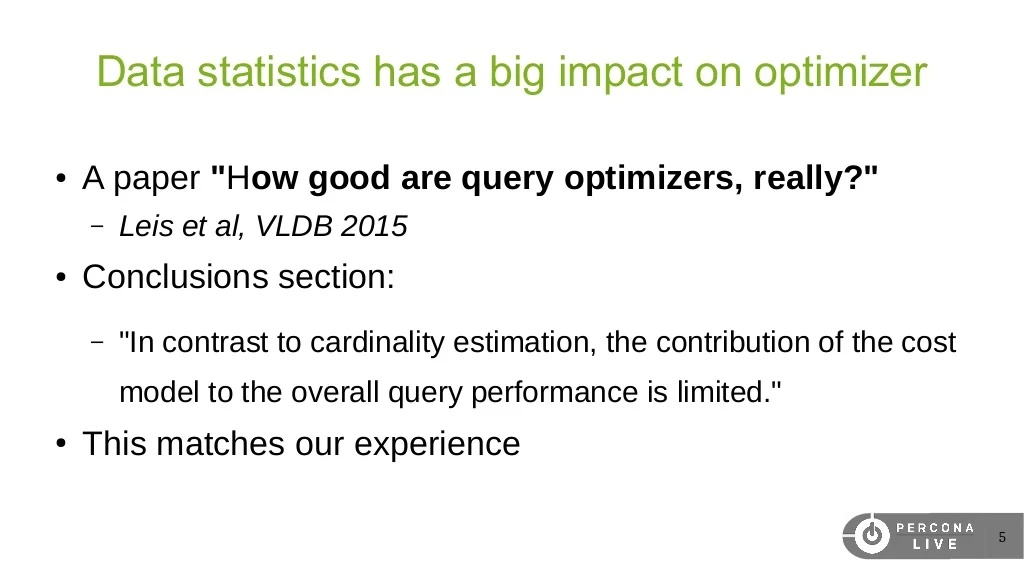 Data statistics has a big impact on optimizer
• A paper "How good are query optimizers, really?"
– Leis et al, VLDB 2015
• Conclusions section:
– "In contrast to cardinality estimation, the contribution of the cost
model to the overall query performance is limited."
• This matches our experience
PERCONA
LIVE
5